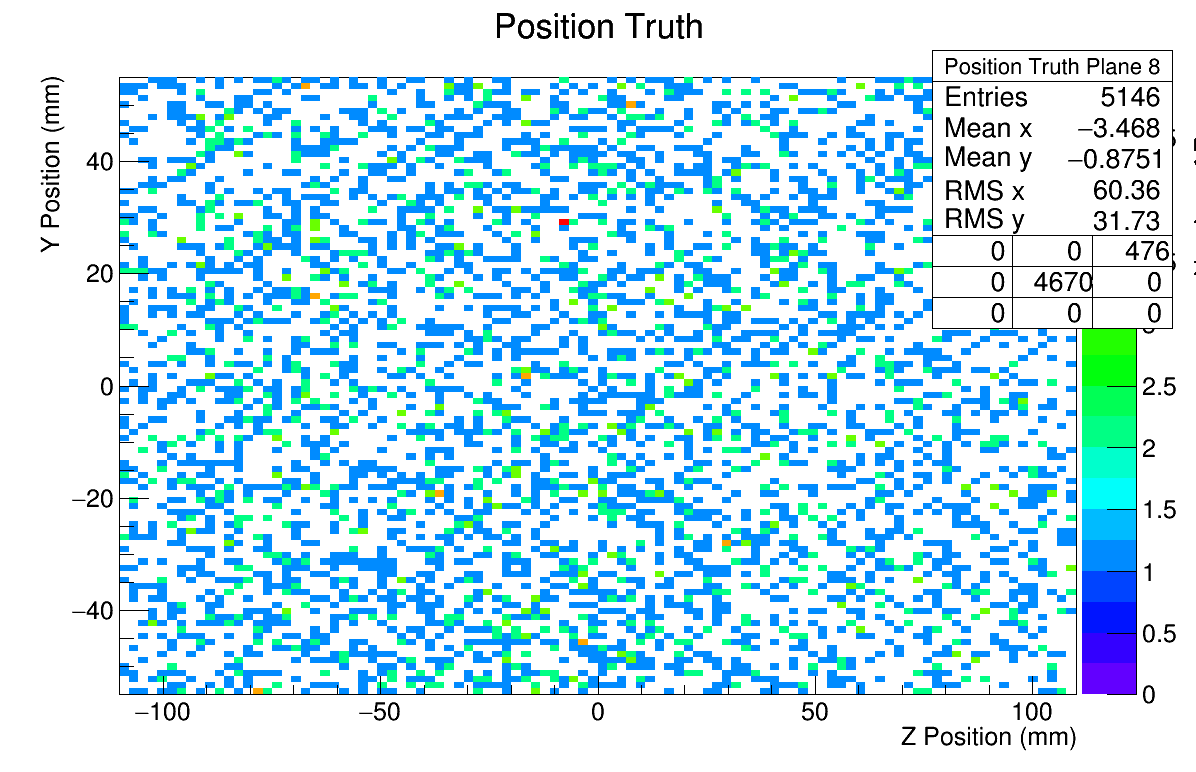 Position Truth
Position Truth Plane 8
Entries 5146
Mean x −3.468
Mean y −0.8751
RMS x 60.36
RMS y 31.73
0 0 476
0 4670 0
0 0 0
Y Position (mm)
40
20
0
−20
−40
2.5
2
1.5
1
0.5
0
−100 −50 0 50 100
Z Position (mm)